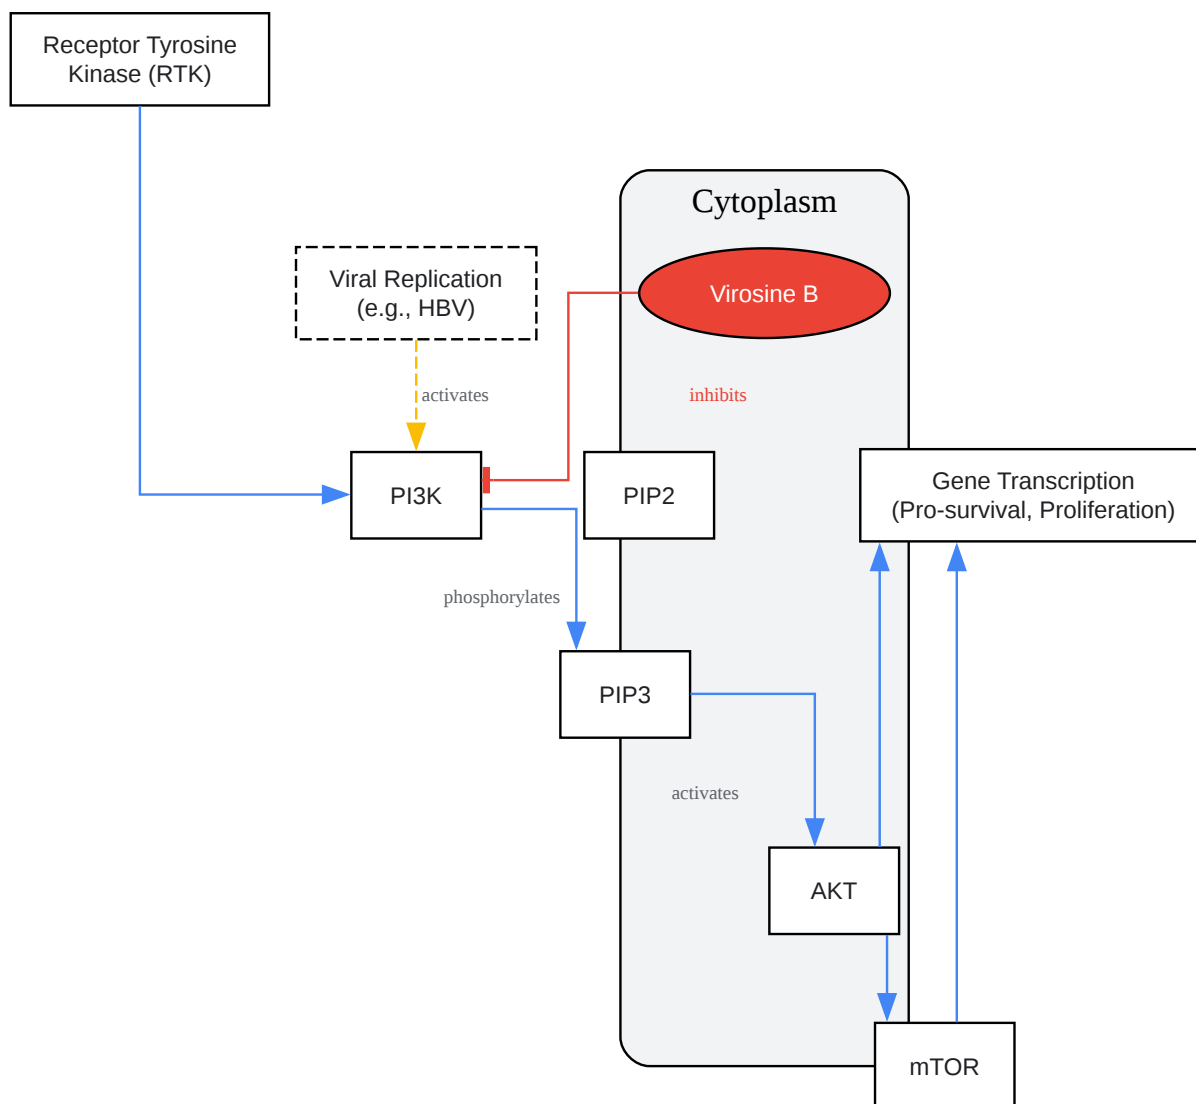 Receptor Tyrosine
Kinase (RTK)
Cytoplasm
Viral Replication
(e.g., HBV)
Virosine B
activates
inhibits
PI3K
PIP2
Gene Transcription
(Pro-survival, Proliferation)
phosphorylates
PIP3
activates
AKT
mTOR